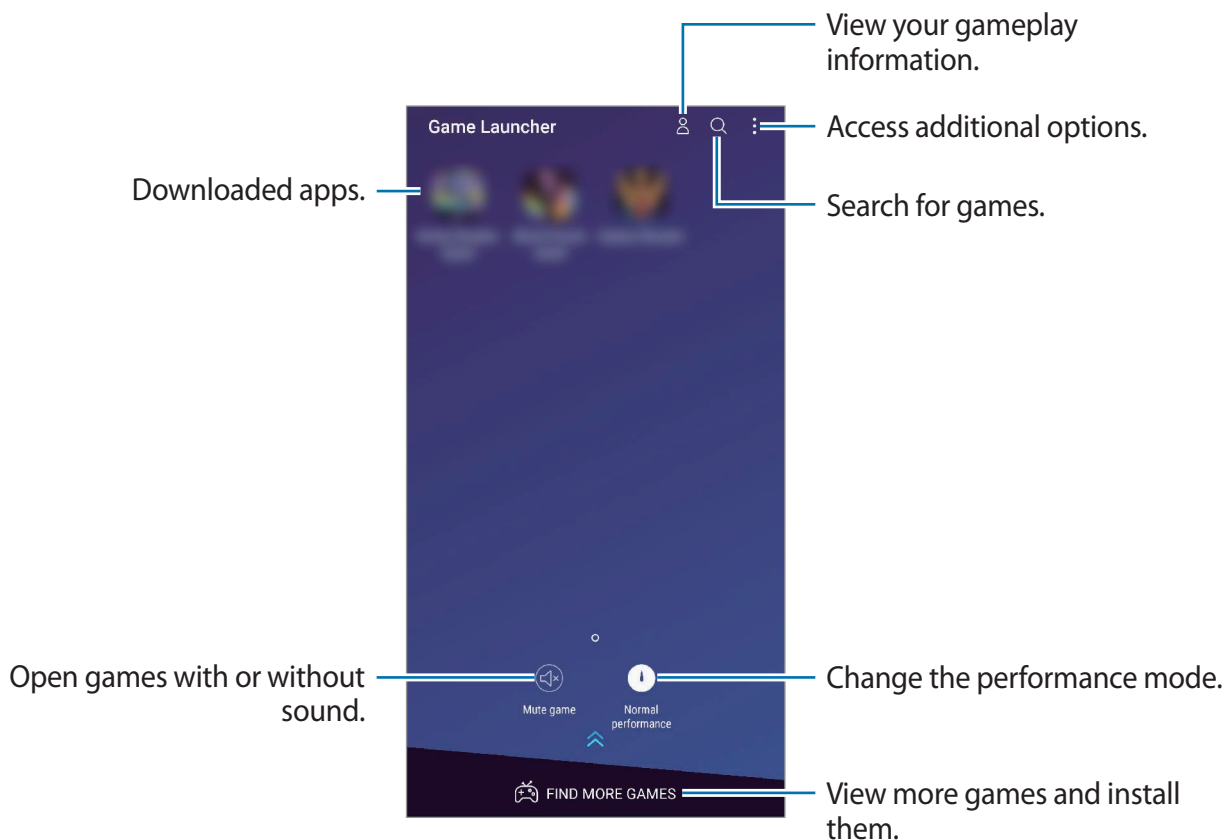 View your gameplay
information.
Game Launcher
Access additional options.
Downloaded apps.
Search for games.
Open games with or without
sound.
Mute game
Normal
performance
Change the performance mode.
FIND MORE GAMES
View more games and install
them.